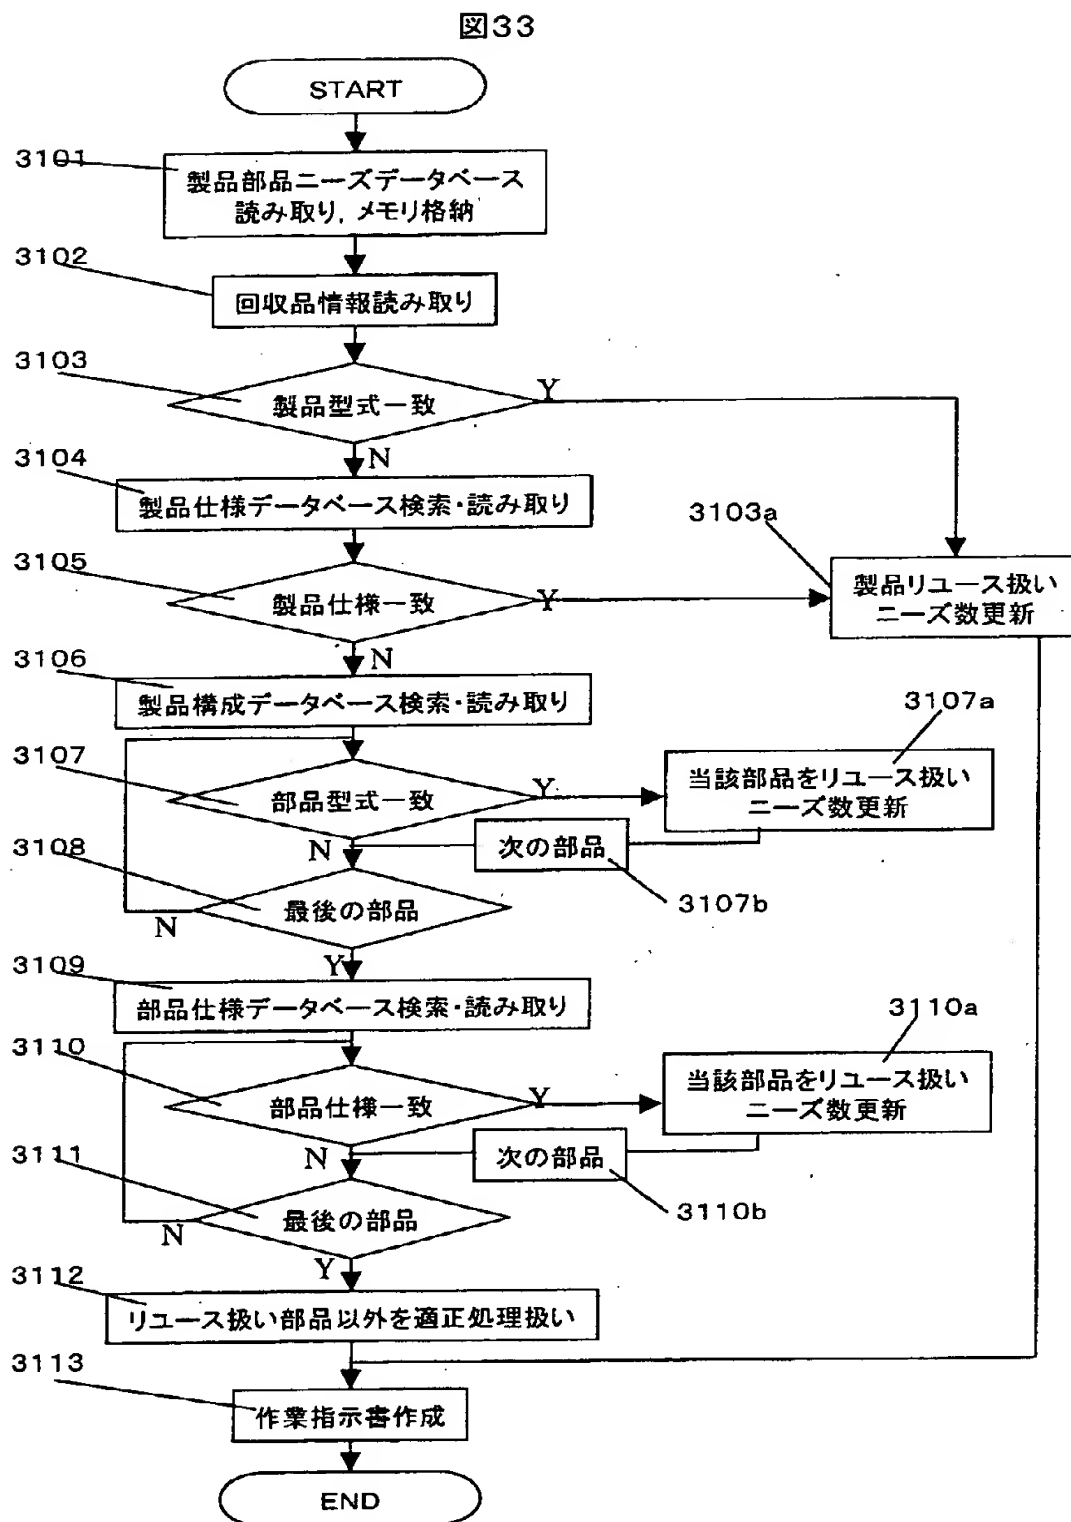 図33
START
3101
製品部品ニーズデータベース
読み取り，メモリ格納
3102
回収品情報読み取り
3103
製品型式一致
Y
N
3104
製品仕様データベース検索・読み取り
3103a
製品リユース扱い
ニーズ数更新
3105
製品仕様一致
Y
N
3106
製品構成データベース検索・読み取り
3107a
当該部品をリユース扱い
ニーズ数更新
3107
部品型式一致
Y
N
次の部品
3107b
3108
最後の部品
N
Y
3109
部品仕様データベース検索・読み取り
3110a
当該部品をリユース扱い
ニーズ数更新
3110
部品仕様一致
Y
N
次の部品
3110b
3111
最後の部品
N
Y
3112
リユース扱い部品以外を適正処理扱い
3113
作業指示書作成
END